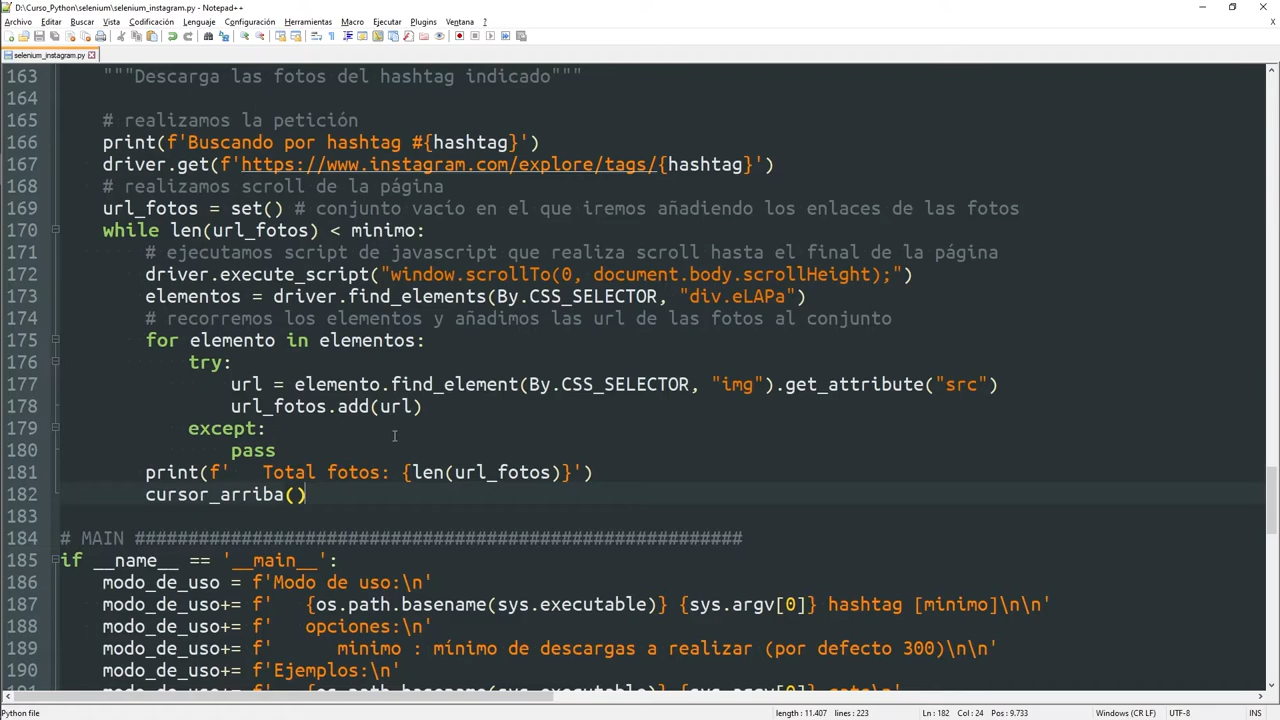 D:\Curso_Python\selenium\selenium_instagram.py - Notepad++
Archivo Editar Buscar Vista Codificación Lenguaje Configuración Herramientas Macro Ejecutar Plugins Ventana ?
selenium_instagram.py
163 """Descarga las fotos del hashtag indicado"""
164
165 # realizamos la petición
166 print(f'Buscando por hashtag #{hashtag}')
167 driver.get(f'https://www.instagram.com/explore/tags/{hashtag}')
168 # realizamos scroll de la página
169 url_fotos = set() # conjunto vacío en el que iremos añadiendo los enlaces de las fotos
170 while len(url_fotos) < minimo:
171 # ejecutamos script de javascript que realiza scroll hasta el final de la página
172 driver.execute_script("window.scrollTo(0, document.body.scrollHeight);")
173 elementos = driver.find_elements(By.CSS_SELECTOR, "div.eLAPa")
174 # recorremos los elementos y añadimos las url de las fotos al conjunto
175 for elemento in elementos:
176 try:
177 url = elemento.find_element(By.CSS_SELECTOR, "img").get_attribute("src")
178 url_fotos.add(url)
179 except:
180 pass
181 print(f'   Total fotos: {len(url_fotos)}')
182 cursor_arriba()
183
184 # MAIN #########################################################
185 if __name__ == '__main__':
186 modo_de_uso = f'Modo de uso:\n'
187 modo_de_uso+= f'   {os.path.basename(sys.executable)} {sys.argv[0]} hashtag [minimo]\n\n'
188 modo_de_uso+= f'   opciones:\n'
189 modo_de_uso+= f'      minimo : mínimo de descargas a realizar (por defecto 300)\n\n'
190 modo_de_uso+= f'Ejemplos:\n'
Python file length : 11.407 lines : 223 Ln : 182 Col : 24 Pos : 9.733 Windows (CR LF) UTF-8 INS